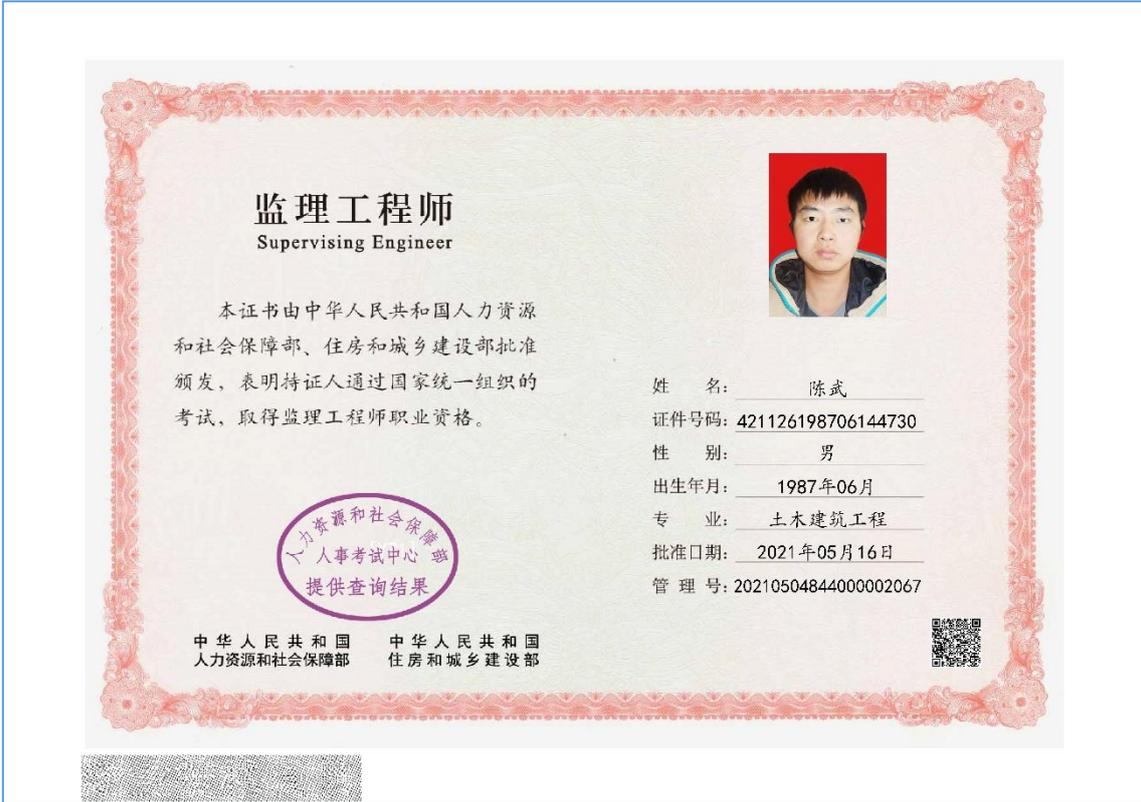 监理工程师
Supervising Engineer
本证书由中华人民共和国人力资源
和社会保障部、住房和城乡建设部批准
颁发，表明持证人通过国家统一组织的
考试，取得监理工程师职业资格。
人力资源和社会保障部
人事考试中心
提供查询结果
中华人民共和国
人力资源和社会保障部
中华人民共和国
住房和城乡建设部
姓 名：陈武
证件号码：421126198706144730
性 别：男
出生年月：1987年06月
专 业：土木建筑工程
批准日期：2021年05月16日
管 理 号：20210504844000002067